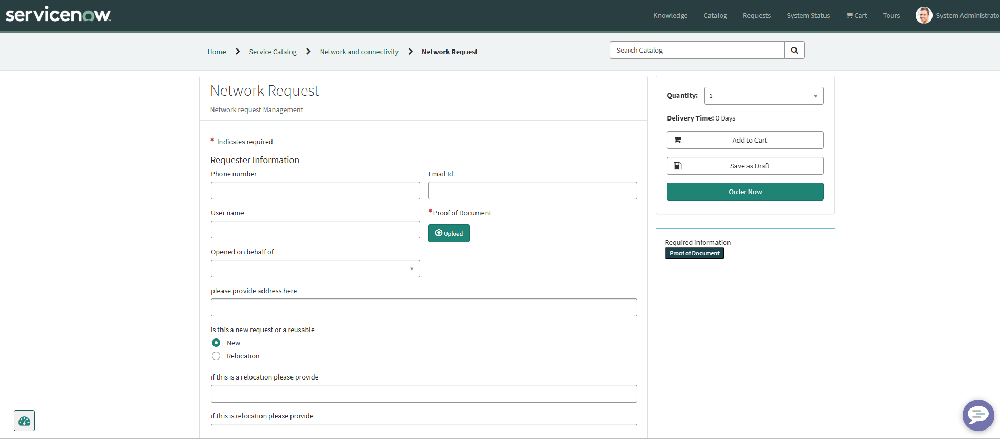 servicenow
Knowledge
Catalog
Requests
System Status
Cart
Tours
System Administrato
Home
Service Catalog
Network and connectivity
Network Request
Search Catalog
Network Request
Network request Management
* Indicates required
Requester Information
Phone number
Email Id
User name
* Proof of Document
Upload
Opened on behalf of
please provide address here
is this a new request or a reusable
New
Relocation
if this is a relocation please provide
if this is relocation please provide
Quantity:
1
Delivery Time: 0 Days
Add to Cart
Save as Draft
Order Now
Required information
Proof of Document